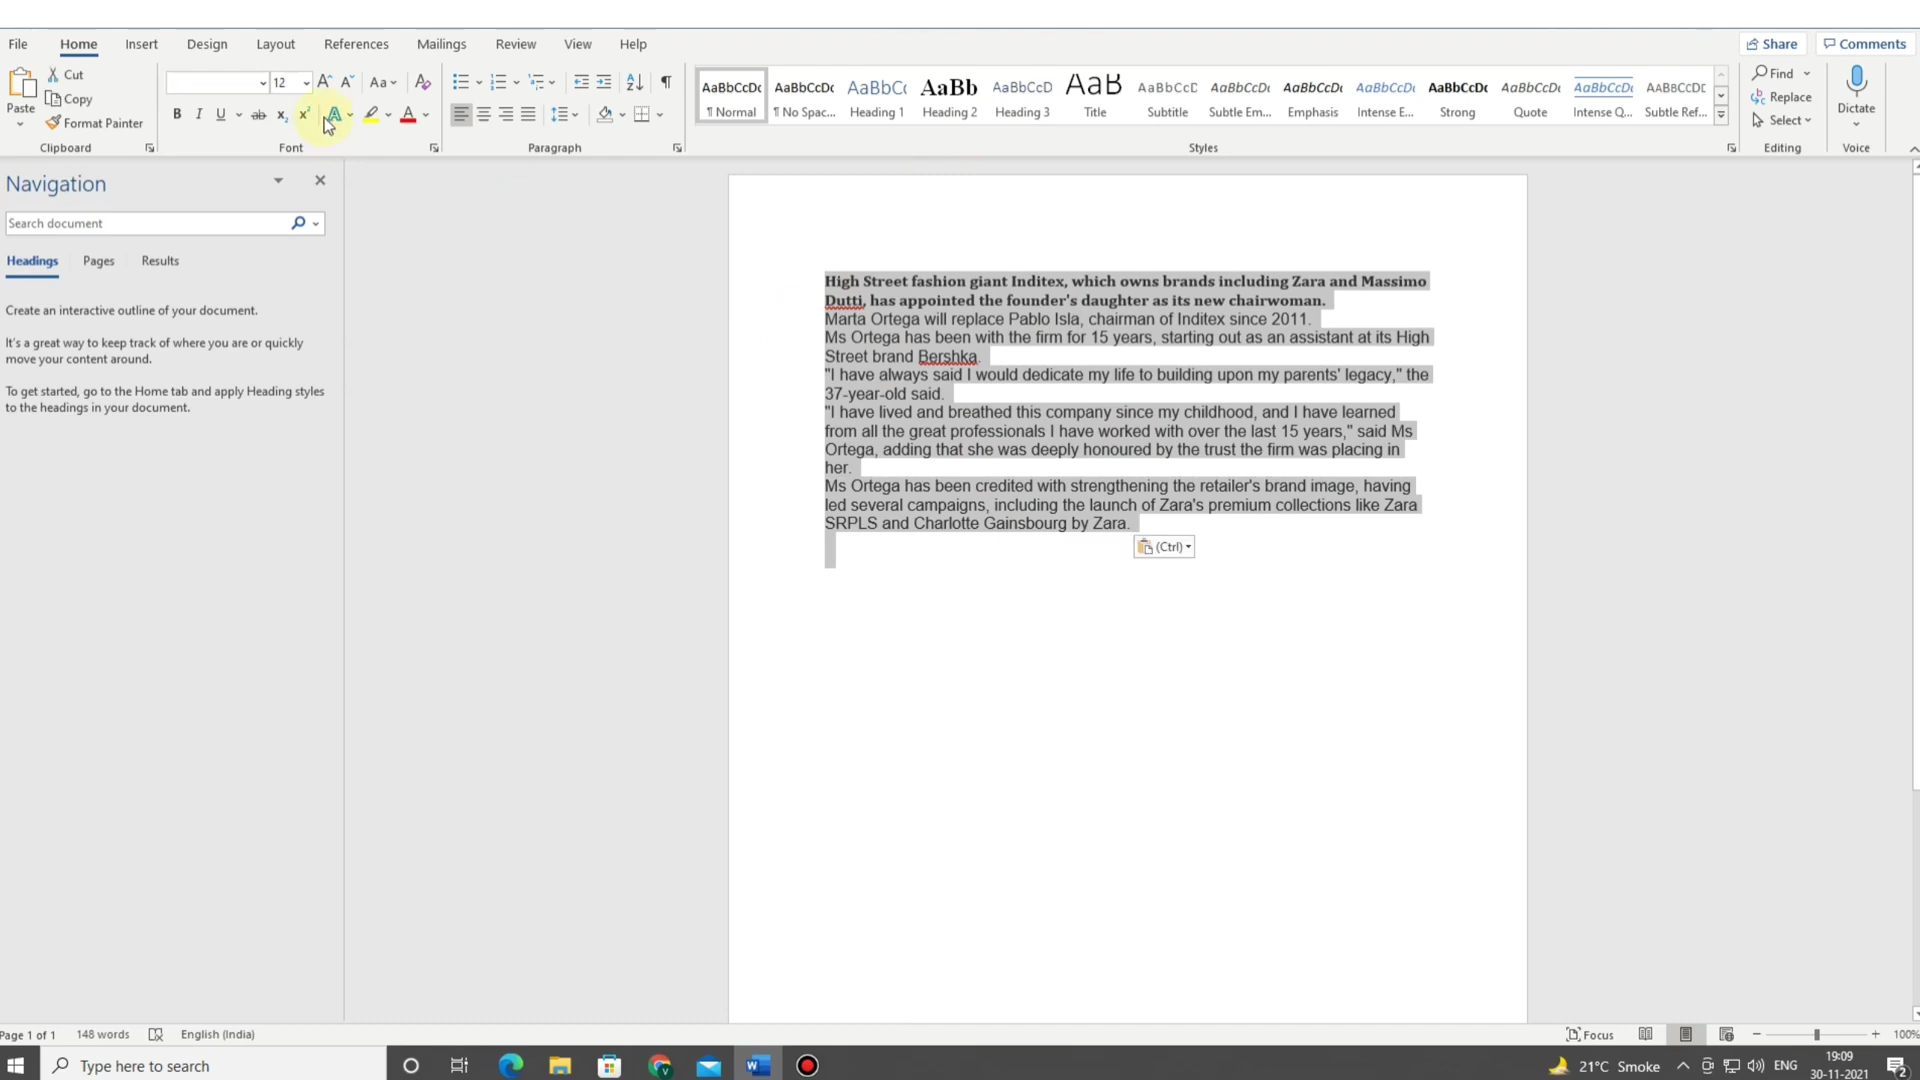 File Home Insert Design Layout References Mailings Review View Help Share Comments
Paste Cut 12 Aa AaBbCcDc AaBbCcDc AaBbCc AaBb AaBbCcD AaB AaBbCcD AaBbCcDc AaBbCcDc AaBbCcDc AaBbCcDc AaBbCcDc AaBbCcDc AABBCCDC Find
Copy Replace Dictate
Format Painter B I U ab x₂ x² A A ¶ Normal ¶ No Spac... Heading 1 Heading 2 Heading 3 Title Subtitle Subtle Em... Emphasis Intense E... Strong Quote Intense Q... Subtle Ref... Select
Clipboard Font Paragraph Styles Editing Voice
Navigation
Search document
Headings Pages Results
Create an interactive outline of your document.
It's a great way to keep track of where you are or quickly
move your content around.
To get started, go to the Home tab and apply Heading styles
to the headings in your document.
High Street fashion giant Inditex, which owns brands including Zara and Massimo
Dutti, has appointed the founder's daughter as its new chairwoman.
Marta Ortega will replace Pablo Isla, chairman of Inditex since 2011.
Ms Ortega has been with the firm for 15 years, starting out as an assistant at its High
Street brand Bershka.
"I have always said I would dedicate my life to building upon my parents' legacy," the
37-year-old said.
"I have lived and breathed this company since my childhood, and I have learned
from all the great professionals I have worked with over the last 15 years," said Ms
Ortega, adding that she was deeply honoured by the trust the firm was placing in
her.
Ms Ortega has been credited with strengthening the retailer's brand image, having
led several campaigns, including the launch of Zara's premium collections like Zara
SRPLS and Charlotte Gainsbourg by Zara.
(Ctrl)
Page 1 of 1 148 words English (India) Focus 100%
Type here to search 21°C Smoke ENG 19:09
30-11-2021 2